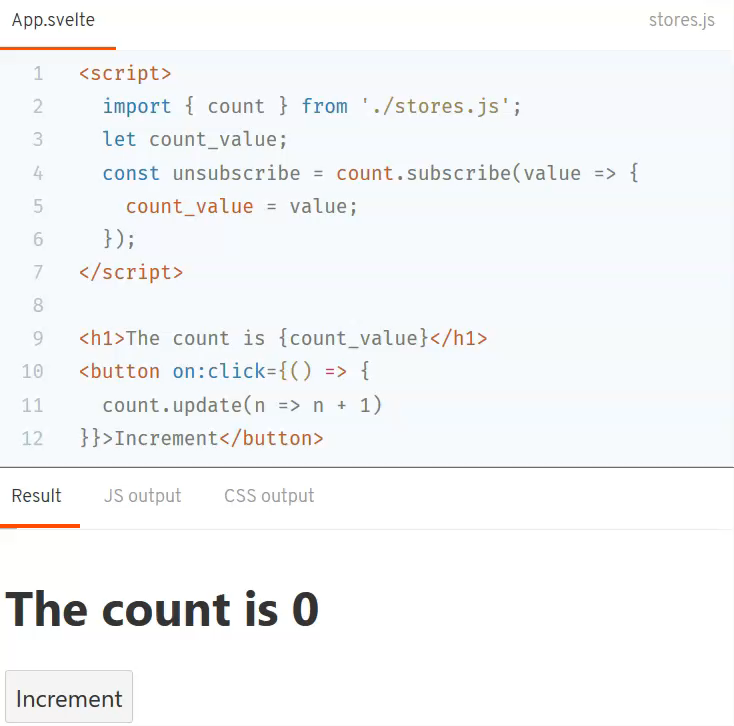 App.svelte stores.js
1 <script>
2 import { count } from './stores.js';
3 let count_value;
4 const unsubscribe = count.subscribe(value => {
5 count_value = value;
6 });
7 </script>
8
9 <h1>The count is {count_value}</h1>
10 <button on:click={() => {
11 count.update(n => n + 1)
12 }}>Increment</button>
Result JS output CSS output
The count is 0
Increment